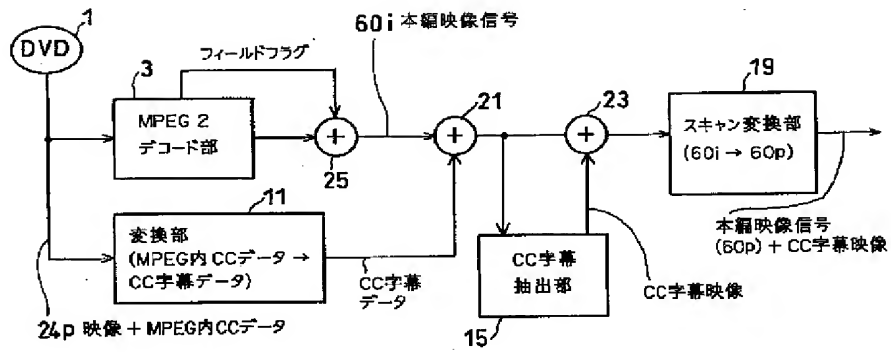 1
DVD
3
フィールドフラグ
60i 本編映像信号
MPEG 2
デコード部
25
21
23
19
スキャン変換部
(60i → 60p)
11
変換部
(MPEG内CCデータ →
CC字幕データ)
CC字幕
データ
CC字幕
抽出部
15
CC字幕映像
本編映像信号
(60p) + CC字幕映像
24p 映像 + MPEG内CCデータ